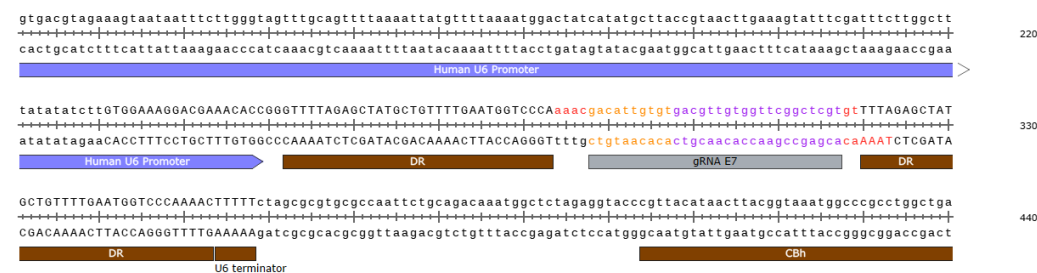 gtgacgtagaaagtaataatttcttgggtagtttgcagttttaaaattatgttttaaaatggactatcatatgcttaccgtaacttgaaagtatttcgatttcttggctt
220
cactgcatctttcattattaaagaacccatcaaacgtcaaaattttaatacaaaattttacctgatagtatacgaatggcattgaactttcataaagctaaagaaccgaa
Human U6 Promoter
tatatatcttGTGGAAAGGACGAAACACCGGGTTTTAGAGCTATGCTGTTTTGAATGGTCCCAaaacgacattgtgtgacgttgtggttcggctcgtgtTTTAGAGCTAT
330
atatatagaaCACCTTTCCTGCTTTGTGGCCCAAAATCTCGATACGACAAAACTTACCAGGGTtttgctgtaacacactgcaacaccaagccgagcacaAAATCTCGATA
Human U6 Promoter DR gRNA E7 DR
GCTGTTTTGAATGGTCCCAAAACTTTTTCtagcgcgtgcgccaattctgcagacaaatggctctagaggtacccgttacataacttacggtaaatggcccgcctggctga
440
CGACAAAACTTACCAGGGTTTTGAAAAAgatcgcgcacgcggttaagacgtctgtttaccgagatctccatgggcaatgtattgaatgccatttaccgggcggaccgact
DR CBh
U6 terminator